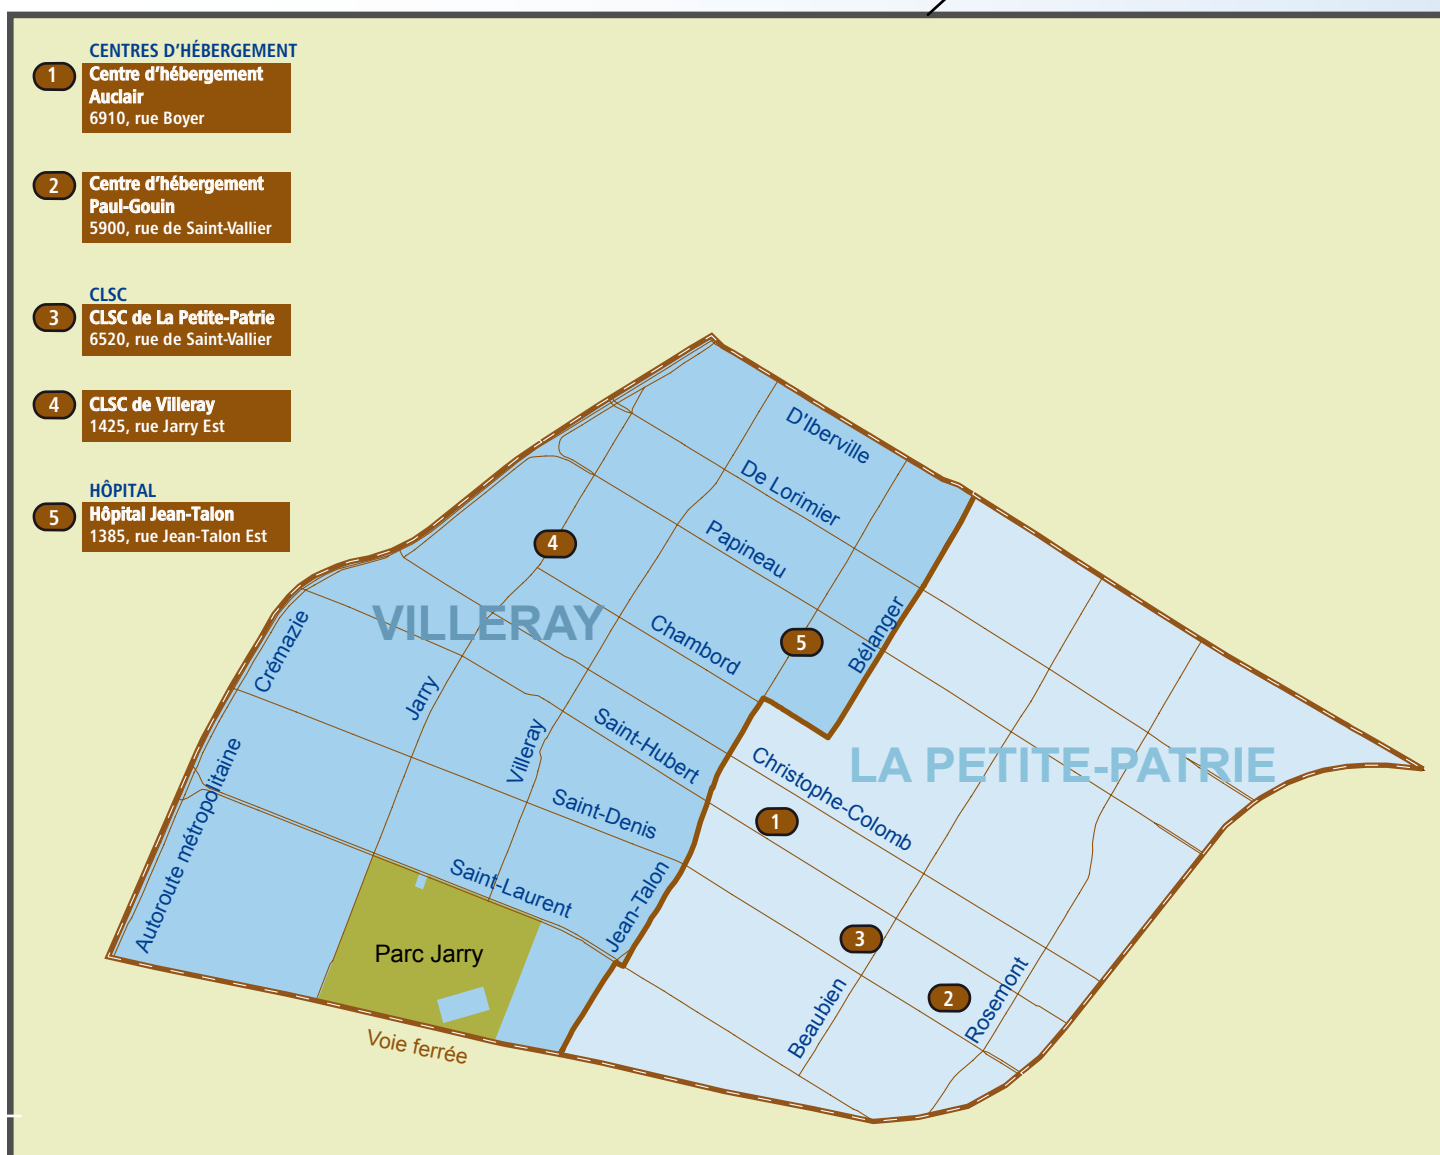 CENTRES D'HÉBERGEMENT
1
Centre d'hébergement
Auclair
6910, rue Boyer
2
Centre d'hébergement
Paul-Gouin
5900, rue de Saint-Vallier
CLSC
3
CLSC de La Petite-Patrie
6520, rue de Saint-Vallier
4
CLSC de Villeray
1425, rue Jarry Est
HÔPITAL
5
Hôpital Jean-Talon
1385, rue Jean-Talon Est
D'Iberville
De Lorimier
Papineau
4
VILLERAY
Chambord
5
Bélanger
Crémazie
Jarry
Villeray
Saint-Hubert
Christophe-Colomb
LA PETITE-PATRIE
Autoroute métropolitaine
Saint-Denis
1
Saint-Laurent
Jean-Talon
Parc Jarry
3
2
Beaubien
Rosemont
Voie ferrée